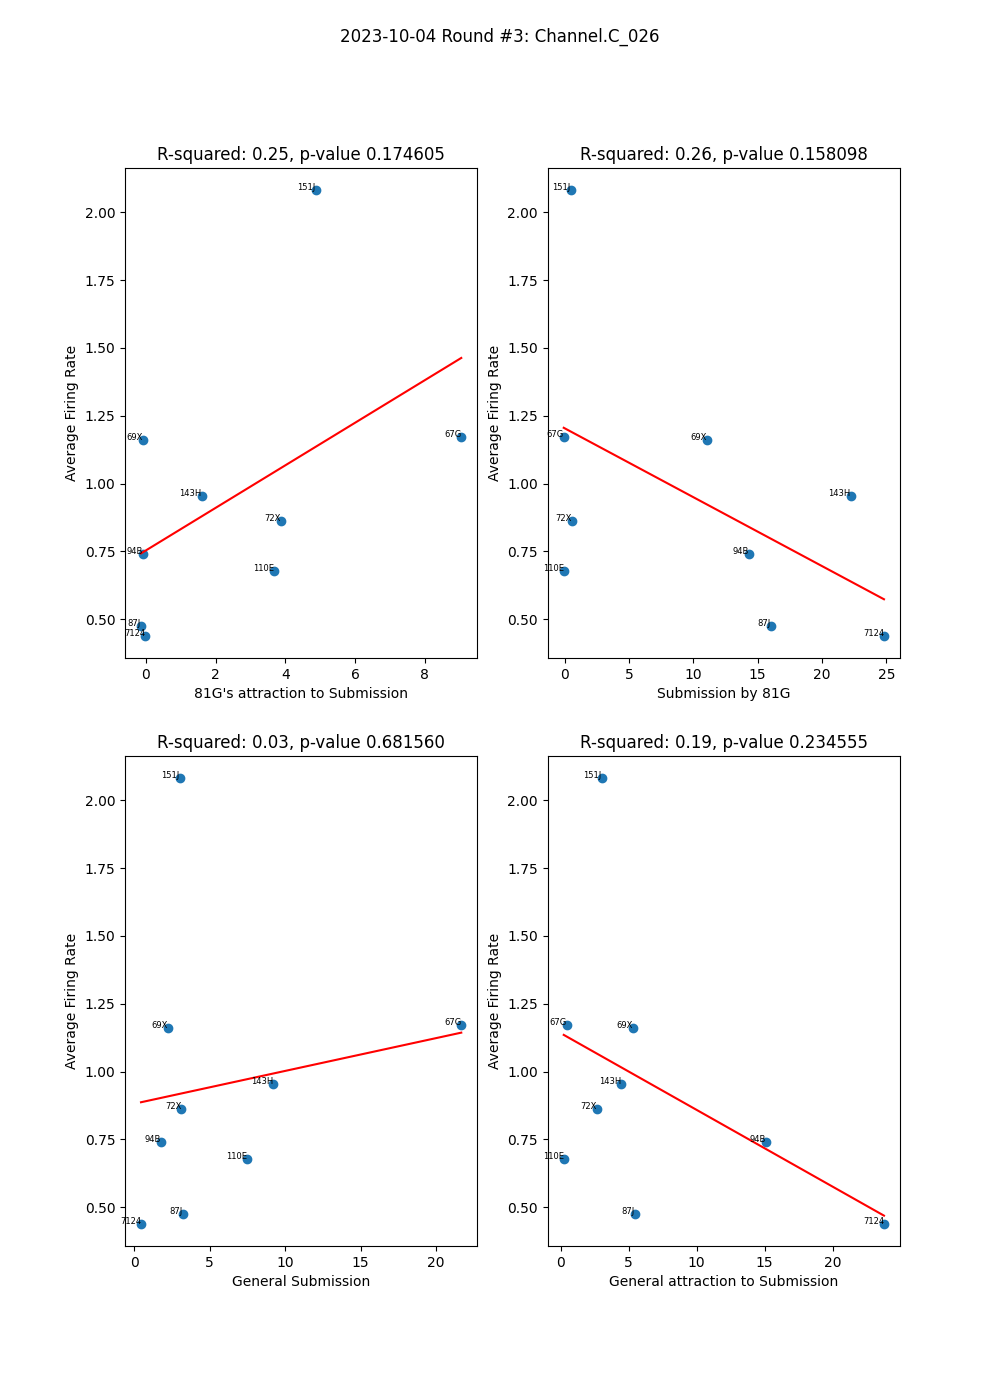 2023-10-04 Round #3: Channel.C_026
R-squared: 0.25, p-value 0.174605
Average Firing Rate
2.00
1.75
1.50
1.25
1.00
0.75
0.50
151J
69X
67G
143H
72X
94B
110E
87J
7124
0 2 4 6 8
81G's attraction to Submission
R-squared: 0.26, p-value 0.158098
Average Firing Rate
2.00
1.75
1.50
1.25
1.00
0.75
0.50
151J
67G
69X
143H
72X
94B
110E
87J
7124
0 5 10 15 20 25
Submission by 81G
R-squared: 0.03, p-value 0.681560
Average Firing Rate
2.00
1.75
1.50
1.25
1.00
0.75
0.50
151J
69X
67G
143H
72X
94B
110E
87J
7124
0 5 10 15 20
General Submission
R-squared: 0.19, p-value 0.234555
Average Firing Rate
2.00
1.75
1.50
1.25
1.00
0.75
0.50
151J
67G
69X
143H
72X
94B
110E
87J
7124
0 5 10 15 20
General attraction to Submission